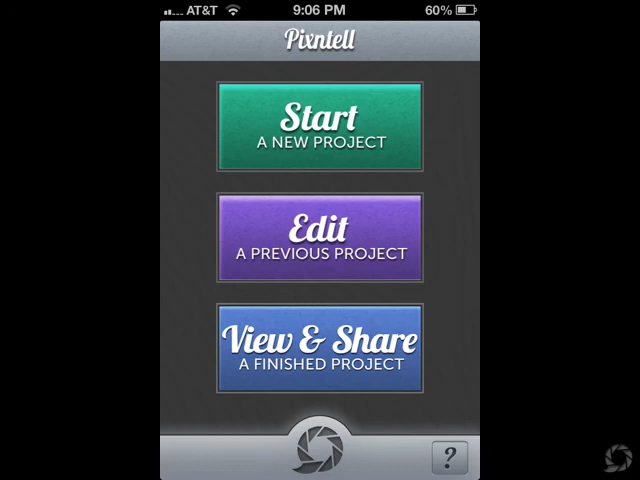 AT&T 9:06 PM 60%
Pixntell
Start
A NEW PROJECT
Edit
A PREVIOUS PROJECT
View & Share
A FINISHED PROJECT
?